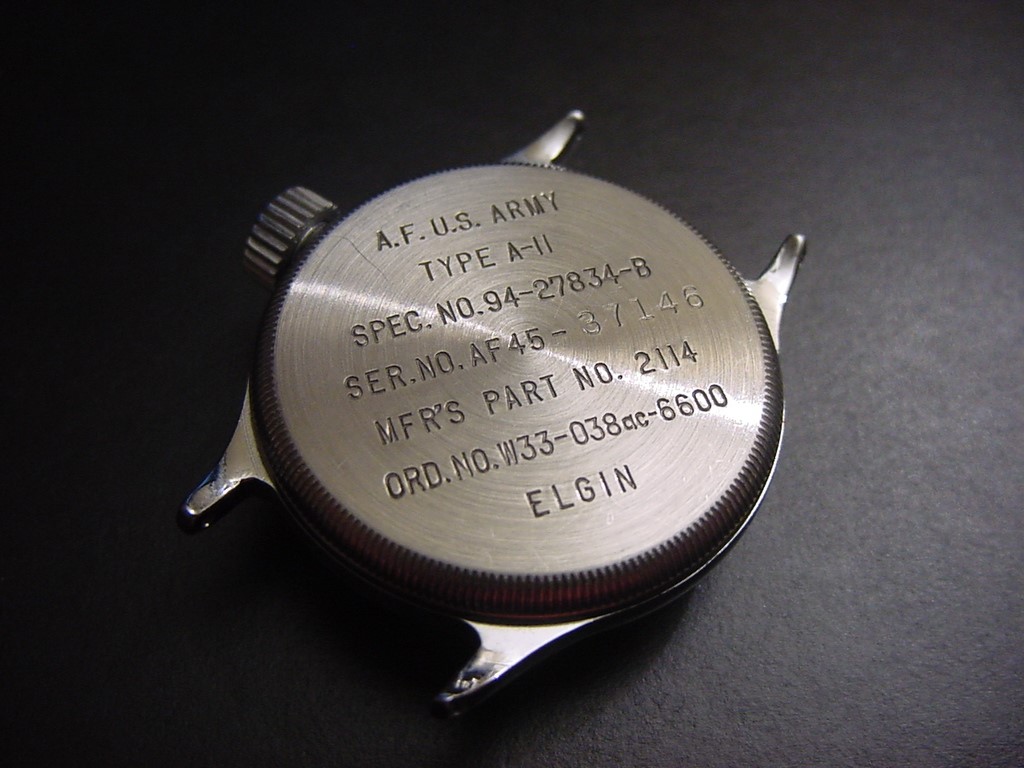 A.F. U.S. ARMY
TYPE A-11
SPEC. NO. 94-27834-B
SER. NO. AF45-37146
MFR'S PART NO. 2114
ORD. NO. W33-038ac-6600
ELGIN